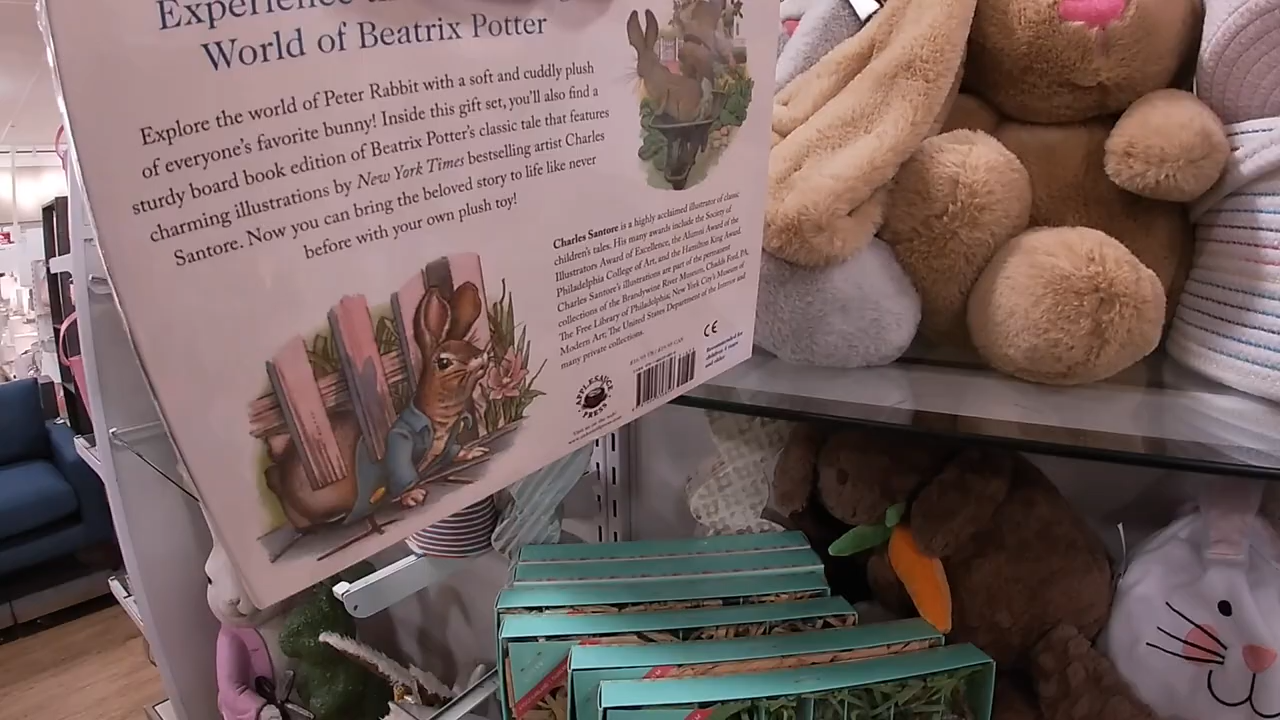 Experience
World of Beatrix Potter
Explore the world of Peter Rabbit with a soft and cuddly plush
of everyone's favorite bunny! Inside this gift set, you'll also find a
sturdy board book edition of Beatrix Potter's classic tale that features
charming illustrations by New York Times bestselling artist Charles
Santore. Now you can bring the beloved story to life like never
before with your own plush toy!
Charles Santore is a highly acclaimed illustrator of classic
children's tales. His many awards include the Society of
Illustrators Award of Excellence, the Alumni Award of the
Philadelphia College of Art, and the Hamilton King Award.
Charles Santore's illustrations are part of the permanent
collections of the Brandywine River Museum, Chadds Ford, PA,
The Free Library of Philadelphia; New York City's Museum of
Modern Art; The United States Department of the Interior and
many private collections.
CE
APPLESAUCE
PRESS